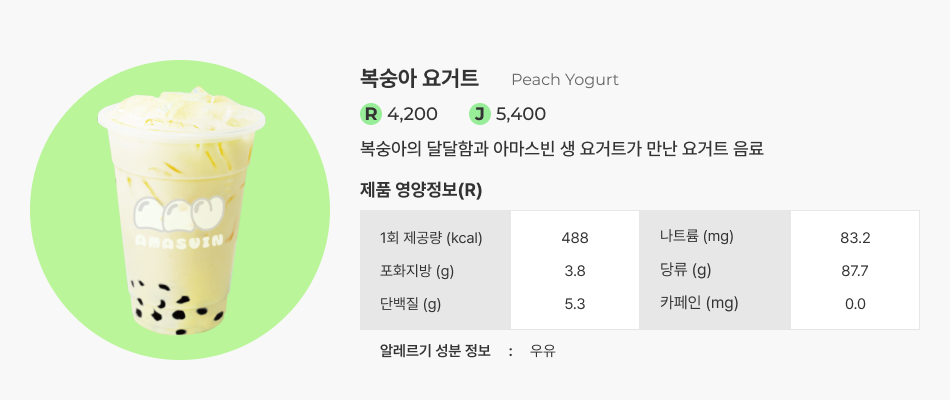 복숭아 요거트 Peach Yogurt
R 4,200 J 5,400
복숭아의 달달함과 아마스빈 생 요거트가 만난 요거트 음료
제품 영양정보(R)
1회 제공량 (kcal) 488 나트륨 (mg) 83.2
포화지방 (g) 3.8 당류 (g) 87.7
단백질 (g) 5.3 카페인 (mg) 0.0
알레르기 성분 정보 : 우유
AMASVIN